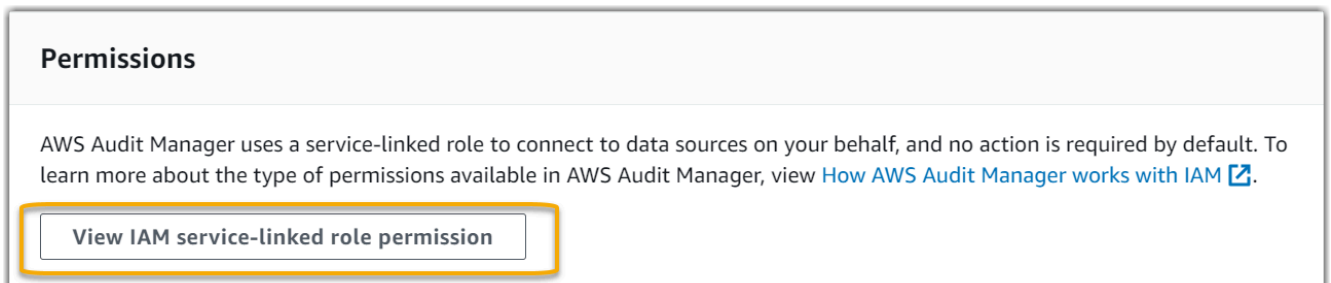 Permissions
AWS Audit Manager uses a service-linked role to connect to data sources on your behalf, and no action is required by default. To
learn more about the type of permissions available in AWS Audit Manager, view How AWS Audit Manager works with IAM.
View IAM service-linked role permission